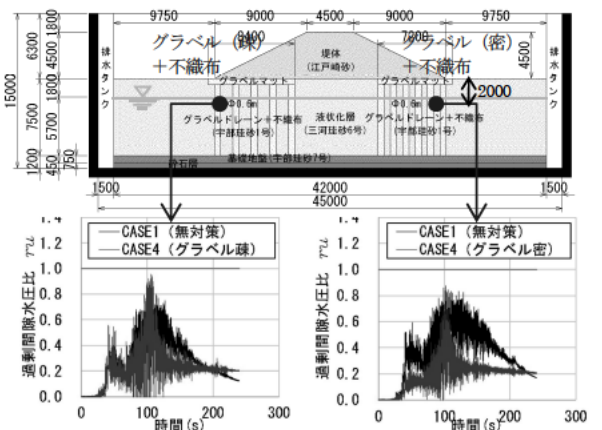 9750 9000 4500 9000 9750
9400 7200
グラベル（疎）
＋不織布
グラベル（密）
＋不織布
堤体
（江戸崎砂）
グラベルマット
グラベルマット
排水タンク
排水タンク
15000
6300
7500
1200
1800
4500
1800
5700
450
750
4500
2000
Φ0.6m
Φ0.6m
グラベルドレーン＋不織布
（宇部珪砂1号）
液状化層
（三河珪砂6号）
グラベルドレーン＋不織布
（宇部珪砂1号）
基礎地盤（宇部珪砂7号）
砕石層
1500 42000 1500
45000
過剰間隙水圧比 ru
1.4
1.2
1.0
0.8
0.6
0.4
0.2
0.0
CASE1（無対策）
CASE4（グラベル疎）
0 100 200 300
時間(s)
過剰間隙水圧比 ru
1.4
1.2
1.0
0.8
0.6
0.4
0.2
0.0
CASE1（無対策）
CASE4（グラベル密）
0 100 200 300
時間(s)